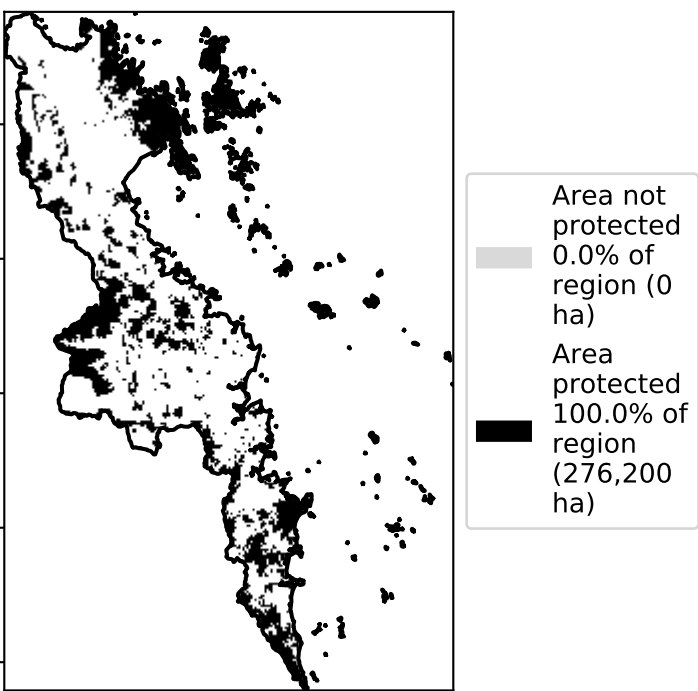 Area not
protected
0.0% of
region (0
ha)
Area
protected
100.0% of
region
(276,200
ha)